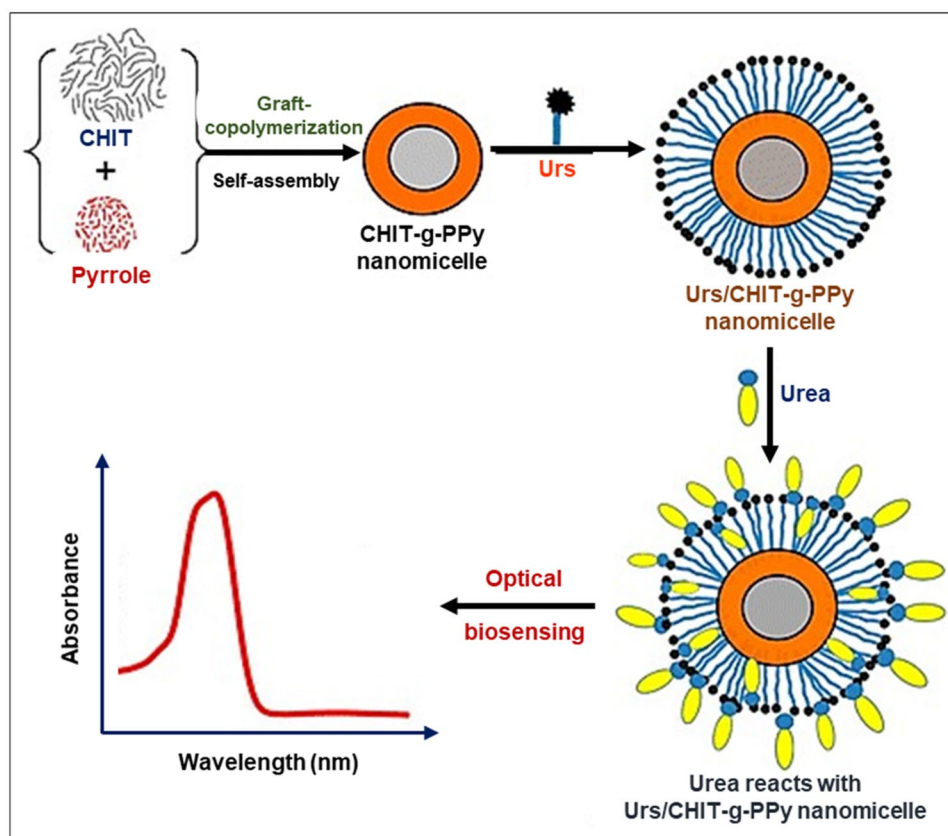 CHIT
+
Pyrrole
Graft-
copolymerization
Self-assembly
CHIT-g-PPy
nanomicelle
Urs
Urs/CHIT-g-PPy
nanomicelle
Urea
Urea reacts with
Urs/CHIT-g-PPy nanomicelle
Optical
biosensing
Absorbance
Wavelength (nm)